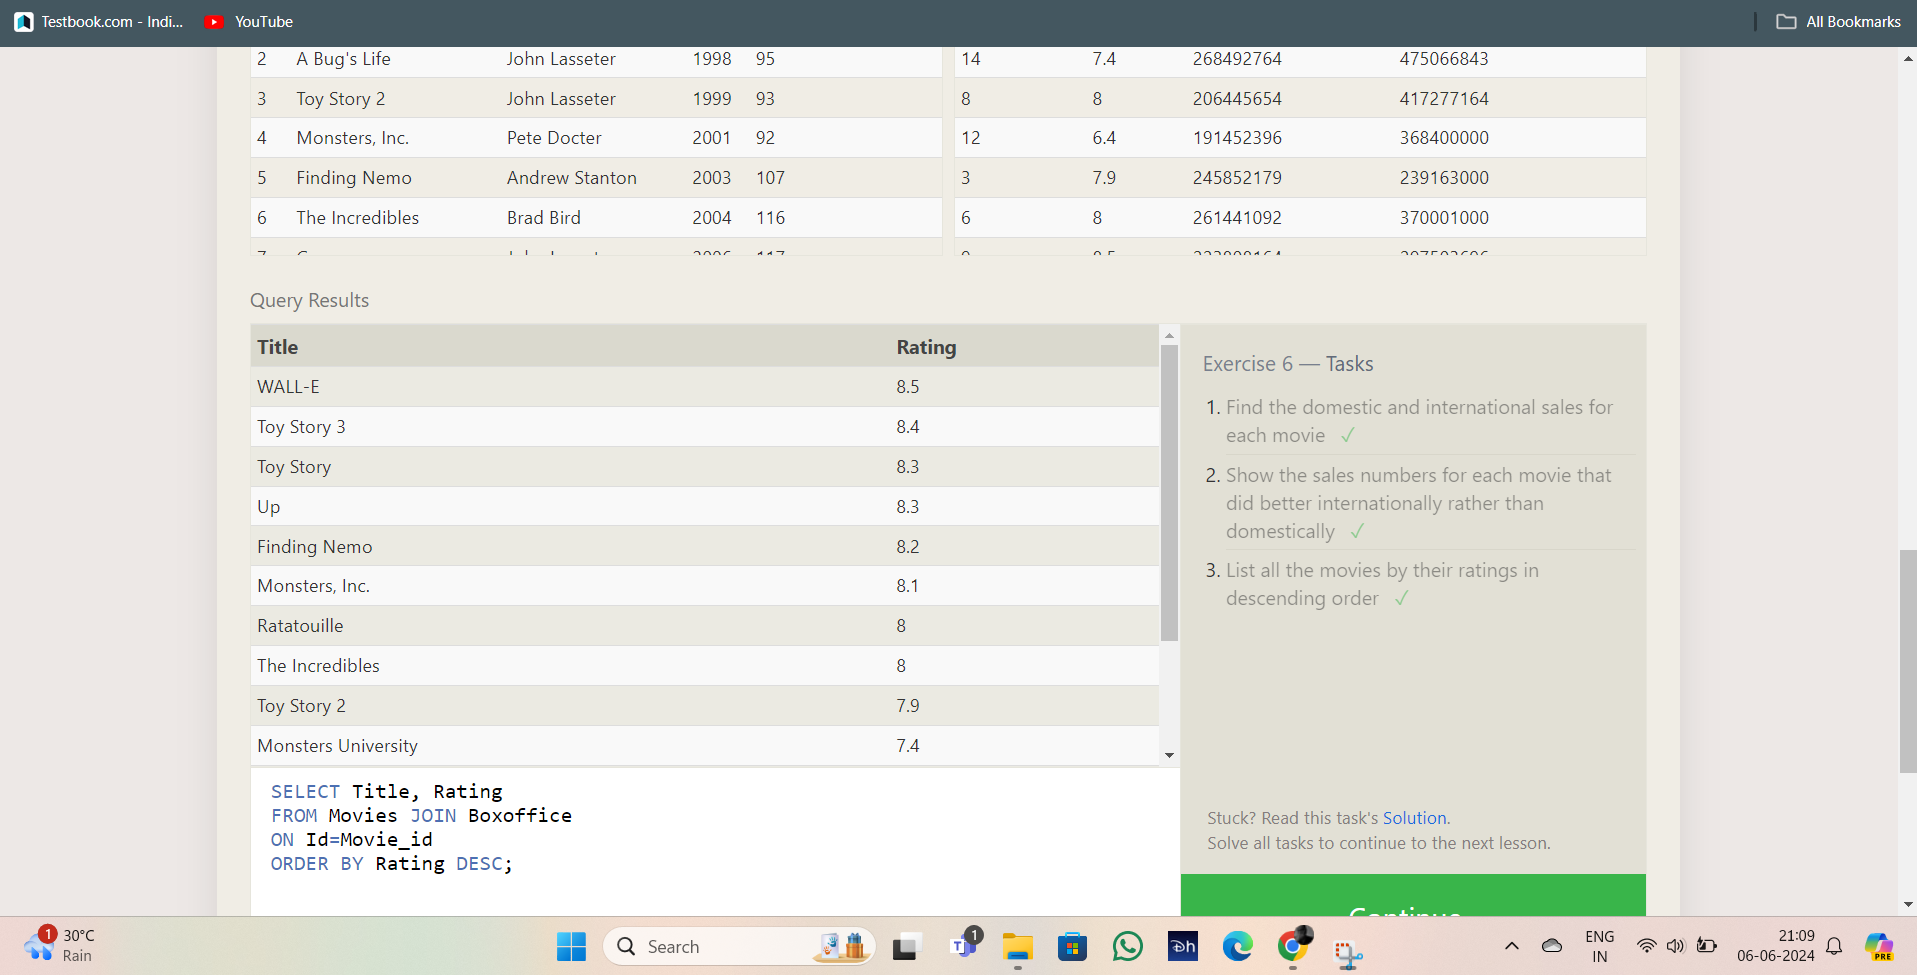 Testbook.com - Indi... YouTube All Bookmarks
2 A Bug's Life John Lasseter 1998 95 14 7.4 268492764 475066843
3 Toy Story 2 John Lasseter 1999 93 8 8 206445654 417277164
4 Monsters, Inc. Pete Docter 2001 92 12 6.4 191452396 368400000
5 Finding Nemo Andrew Stanton 2003 107 3 7.9 245852179 239163000
6 The Incredibles Brad Bird 2004 116 6 8 261441092 370001000
Query Results
Title Rating
WALL-E 8.5
Toy Story 3 8.4
Toy Story 8.3
Up 8.3
Finding Nemo 8.2
Monsters, Inc. 8.1
Ratatouille 8
The Incredibles 8
Toy Story 2 7.9
Monsters University 7.4
SELECT Title, Rating
FROM Movies JOIN Boxoffice
ON Id=Movie_id
ORDER BY Rating DESC;
Exercise 6 — Tasks
1. Find the domestic and international sales for
each movie ✓
2. Show the sales numbers for each movie that
did better internationally rather than
domestically ✓
3. List all the movies by their ratings in
descending order ✓
Stuck? Read this task's Solution.
Solve all tasks to continue to the next lesson.
Continue
1 30°C
Rain
Search
1
ENG
IN
21:09
06-06-2024
PRE